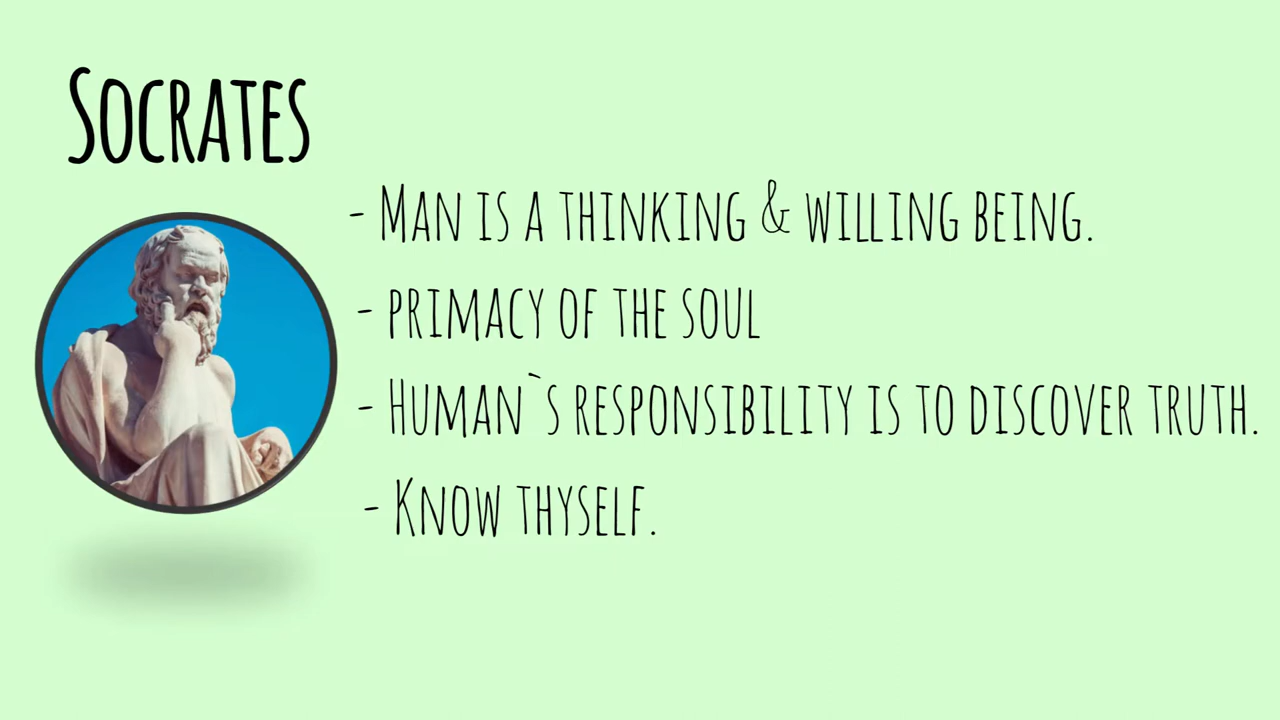 Socrates
- Man is a thinking & willing being.
- primacy of the soul
- Human`s responsibility is to discover truth.
- Know thyself.